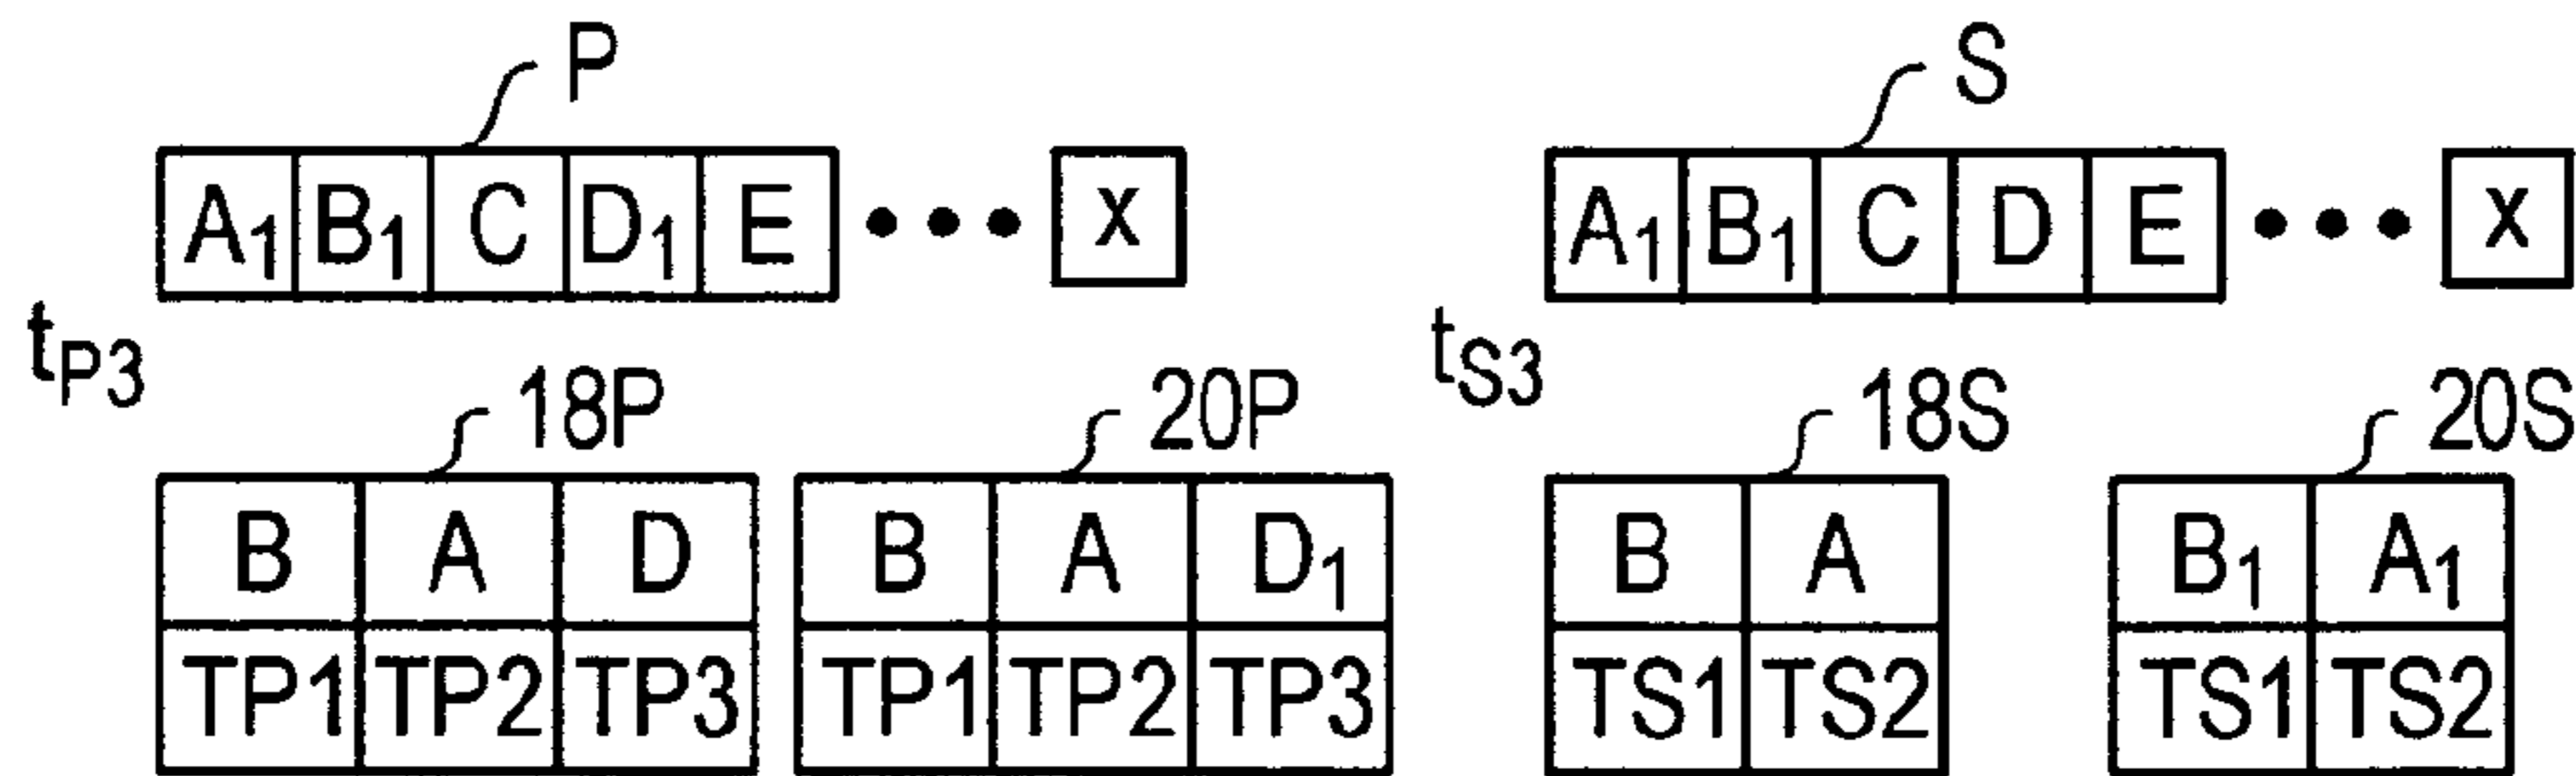 P S
A1 B1 C D1 E ••• X A1 B1 C D E ••• X
tP3 tS3
18P 20P 18S 20S
B A D B A D1 B A B1 A1
TP1 TP2 TP3 TP1 TP2 TP3 TS1 TS2 TS1 TS2